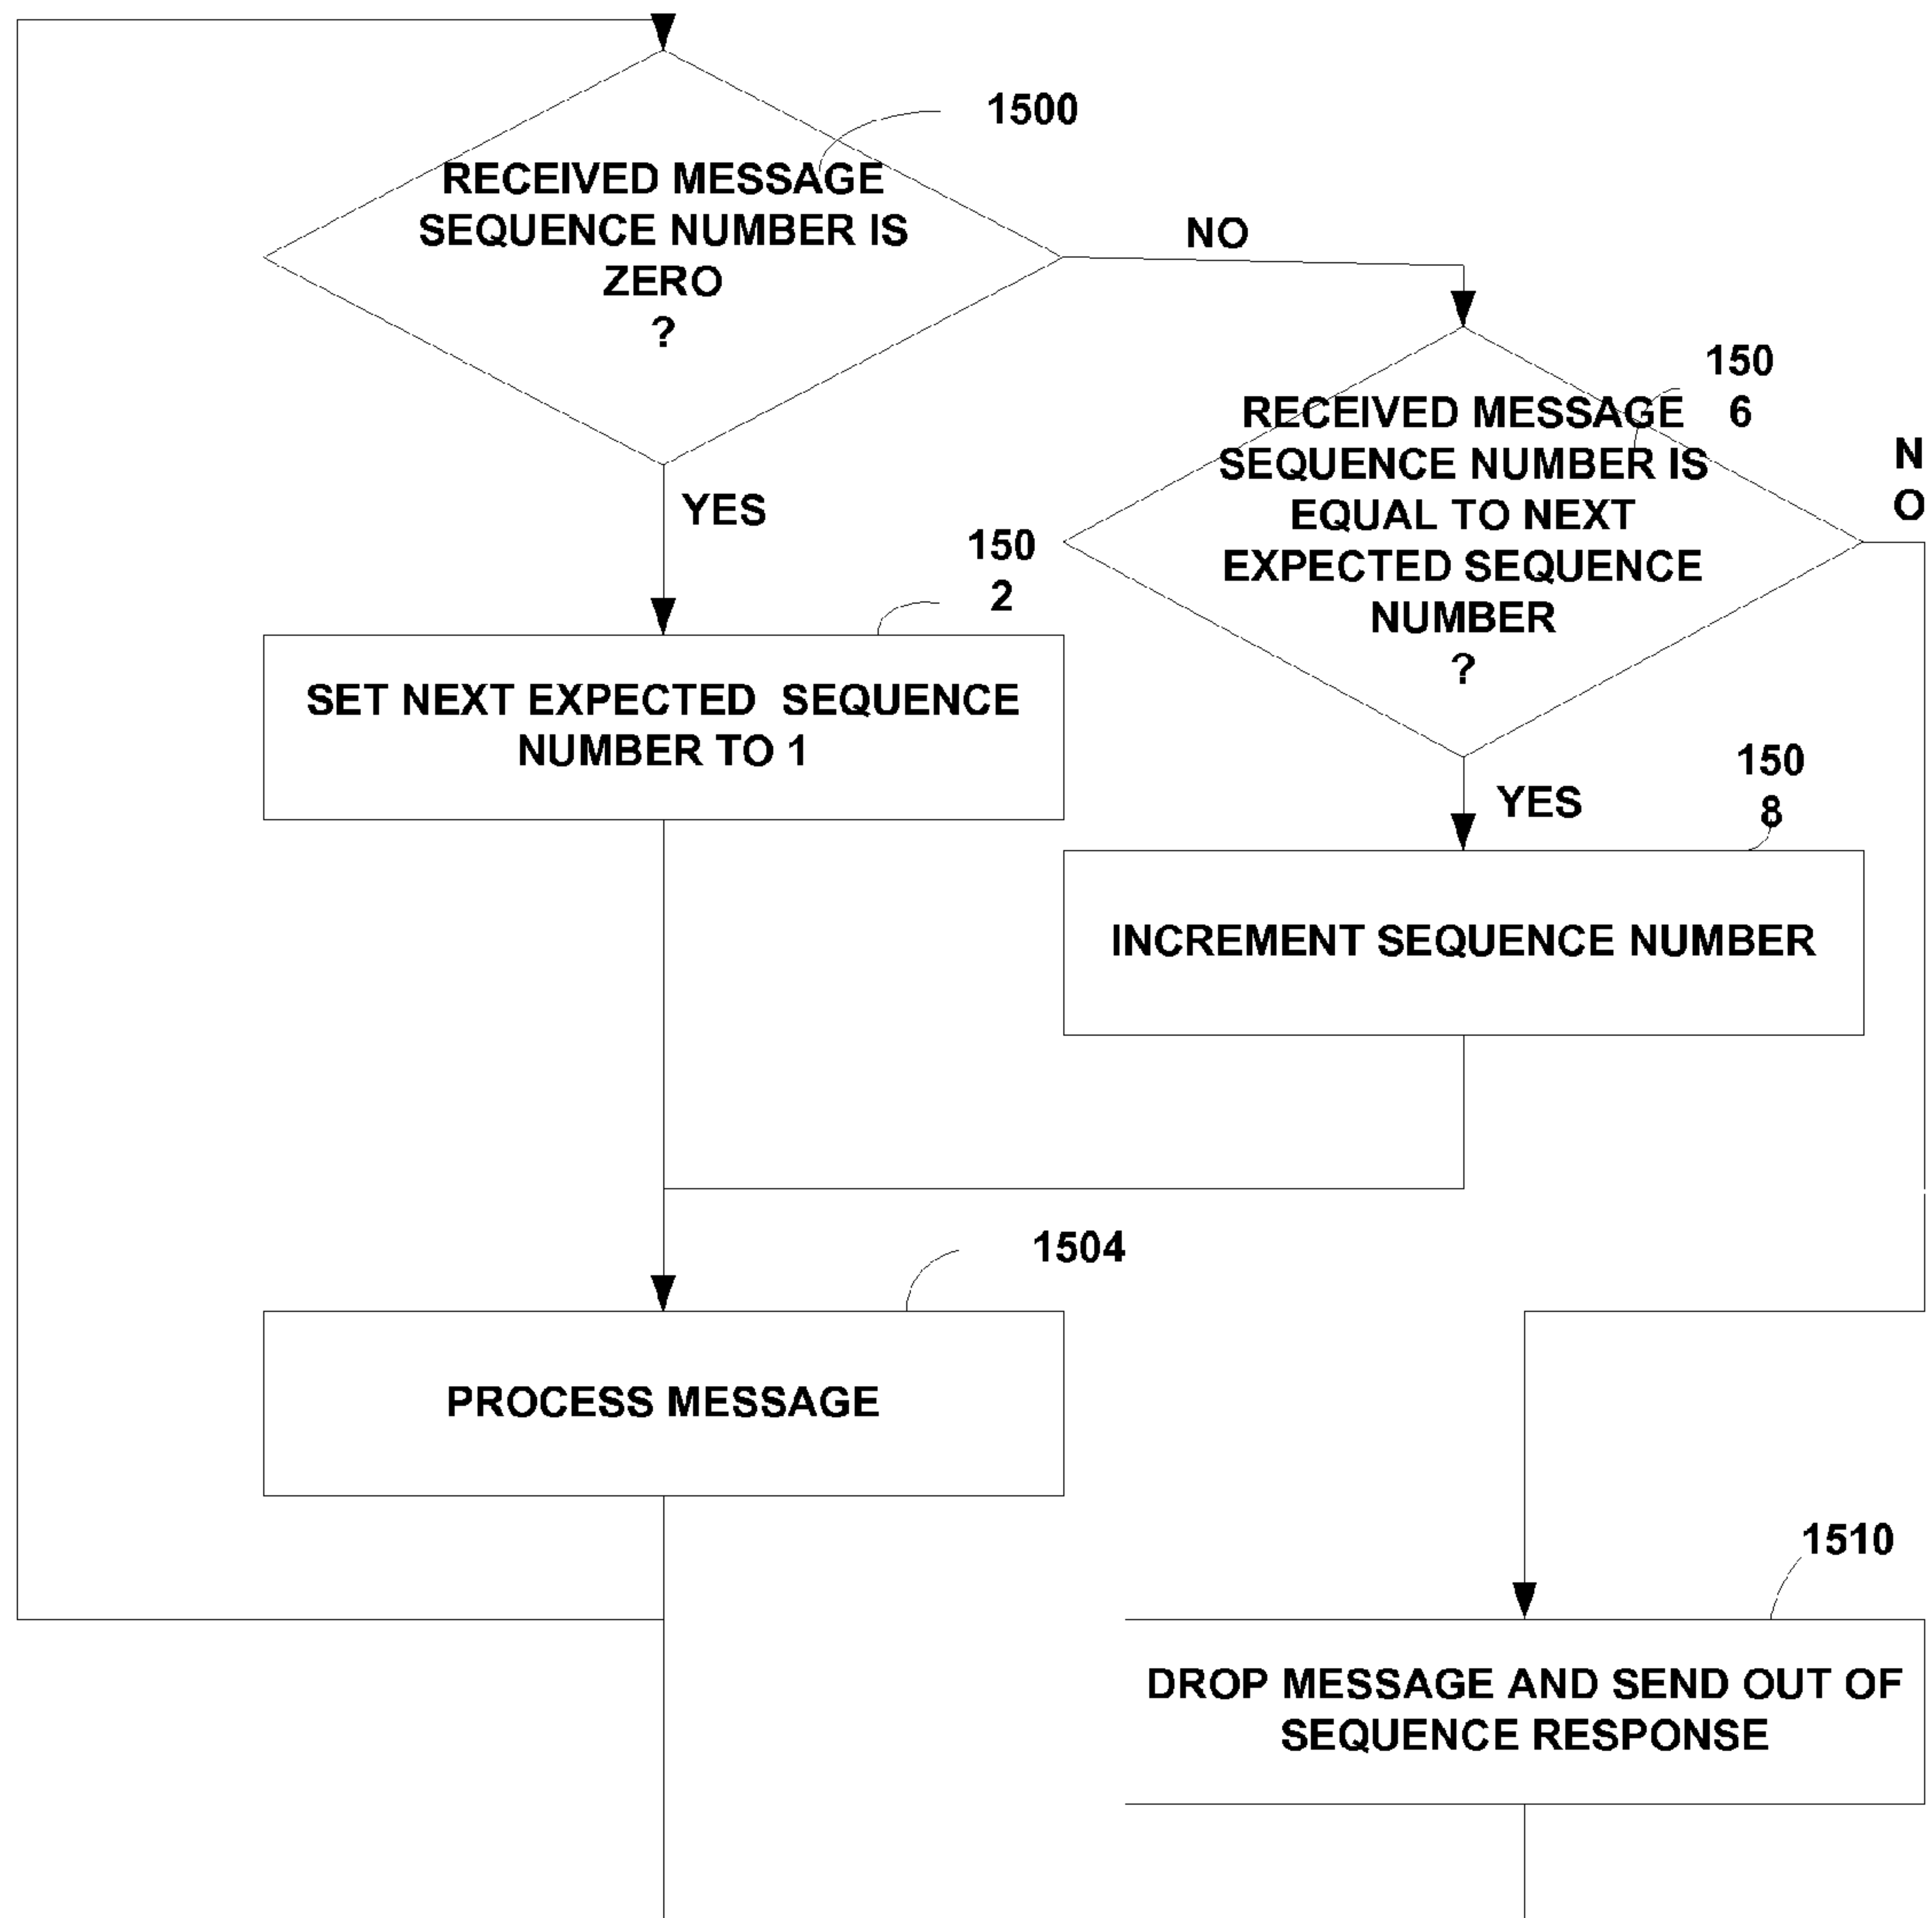 1500
RECEIVED MESSAGE
SEQUENCE NUMBER IS
ZERO
?
NO
YES
150
6
RECEIVED MESSAGE
SEQUENCE NUMBER IS
EQUAL TO NEXT
EXPECTED SEQUENCE
NUMBER
?
N
O
YES
150
2
SET NEXT EXPECTED SEQUENCE
NUMBER TO 1
150
8
INCREMENT SEQUENCE NUMBER
1504
PROCESS MESSAGE
1510
DROP MESSAGE AND SEND OUT OF
SEQUENCE RESPONSE